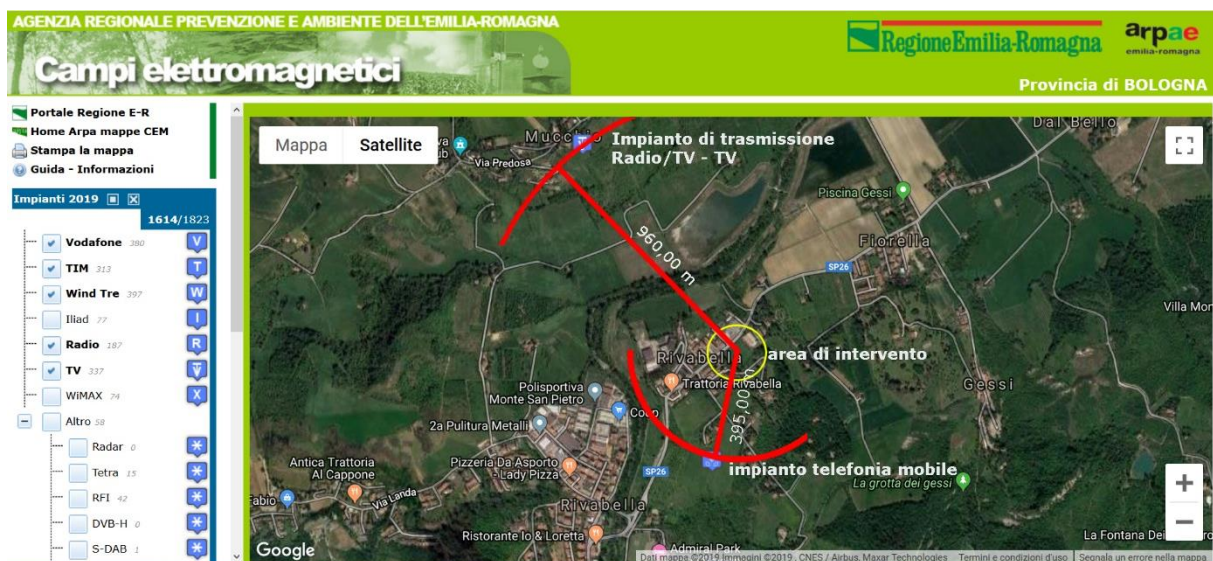 AGENZIA REGIONALE PREVENZIONE E AMBIENTE DELL'EMILIA-ROMAGNA
Campi elettromagnetici
RegioneEmilia-Romagna
arpae
emilia-romagna
Provincia di BOLOGNA
Portale Regione E-R
Home Arpa mappe CEM
Stampa la mappa
Guida - Informazioni
Impianti 2019
1614/1823
Vodafone 380 V
TIM 313 T
Wind Tre 397 W
Iliad 77 I
Radio 187 R
TV 337
WiMAX 74 X
Altro 58
Radar 0
Tetra 15
RFI 42
DVB-H 0
S-DAB 1
Mappa
Satellite
Mucchio
Impianto di trasmissione
Radio/TV - TV
Via Predosa
Dal Bello
Piscina Gessi
Fiorella
SP26
960,00 m
Villa Mon
Rivabella
area di intervento
Trattoria Rivabella
Gessi
Polisportiva
Monte San Pietro
Coop
395,00 m
2a Pulitura Metalli
Antica Trattoria
Al Cappone
Pizzeria Da Asporto
- Lady Pizza
SP26
impianto telefonia mobile
La grotta dei gessi
Fabio
Via Landa
Rivabella
Ristorante Io & Loretta
Admiral Park
La Fontana Dei
Google
Dati mappe ©2019 Immagini ©2019 , CNES / Airbus, Maxar Technologies
Termini e condizioni d'uso
Segnala un errore nella mappa